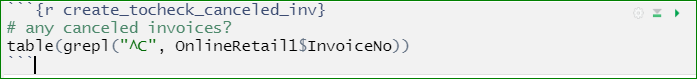 ```{r create_tocheck_canceled_inv}
# any canceled invoices?
table(grepl("^C", OnlineRetail1$InvoiceNo))
```